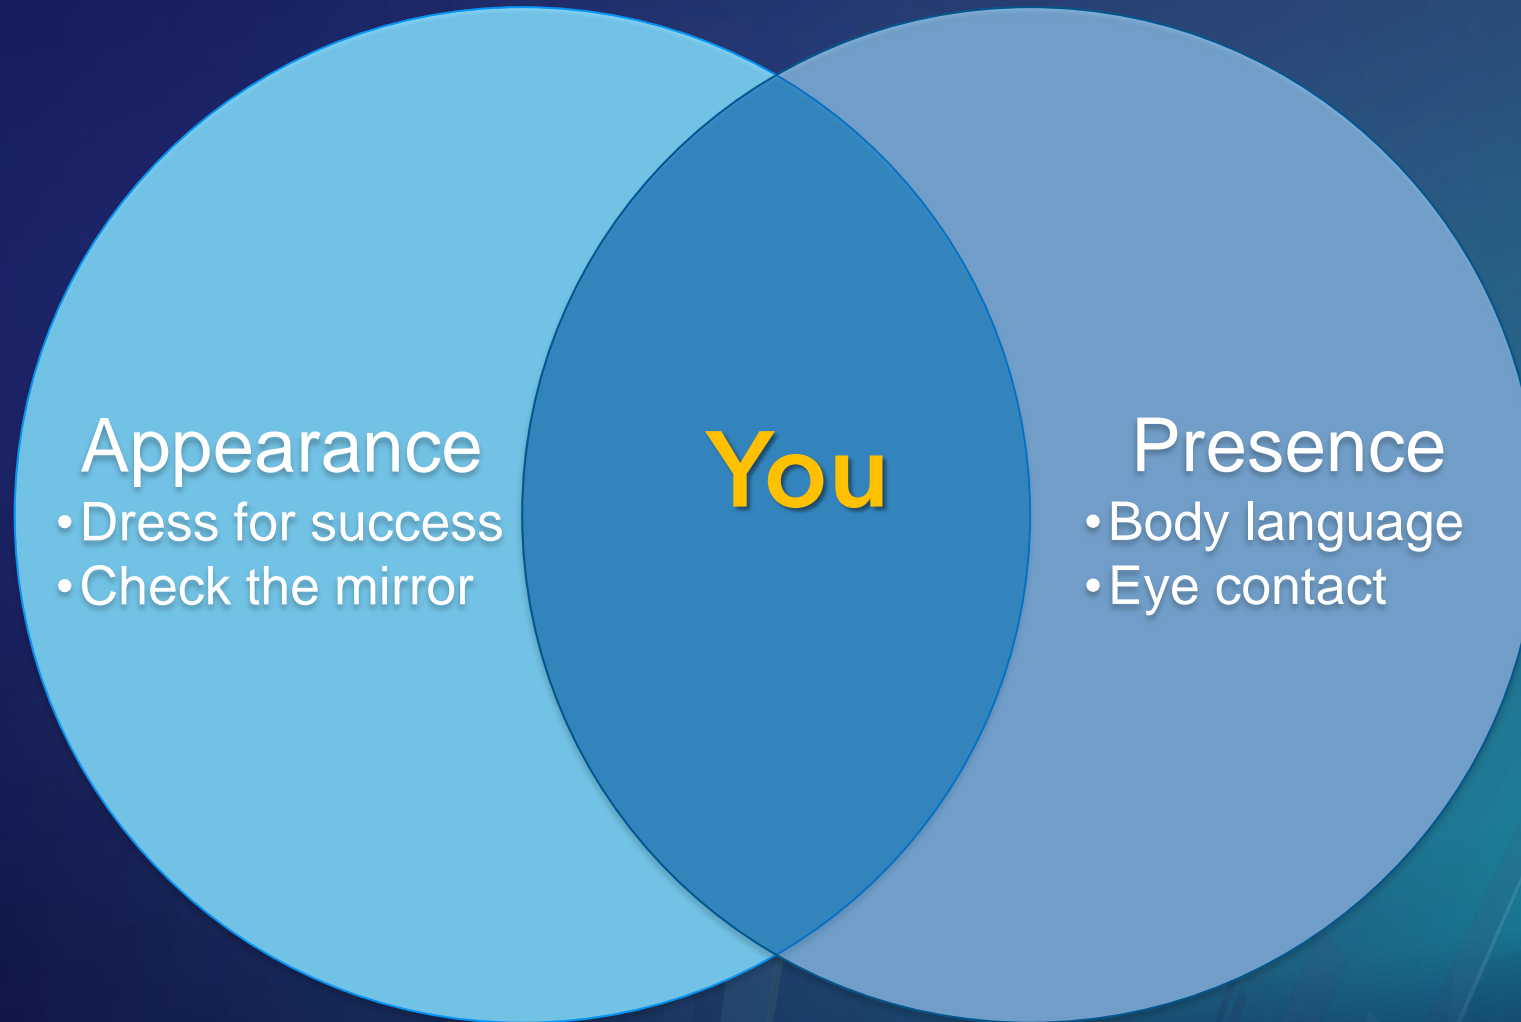 Appearance
•Dress for success
•Check the mirror
You
Presence
•Body language
•Eye contact